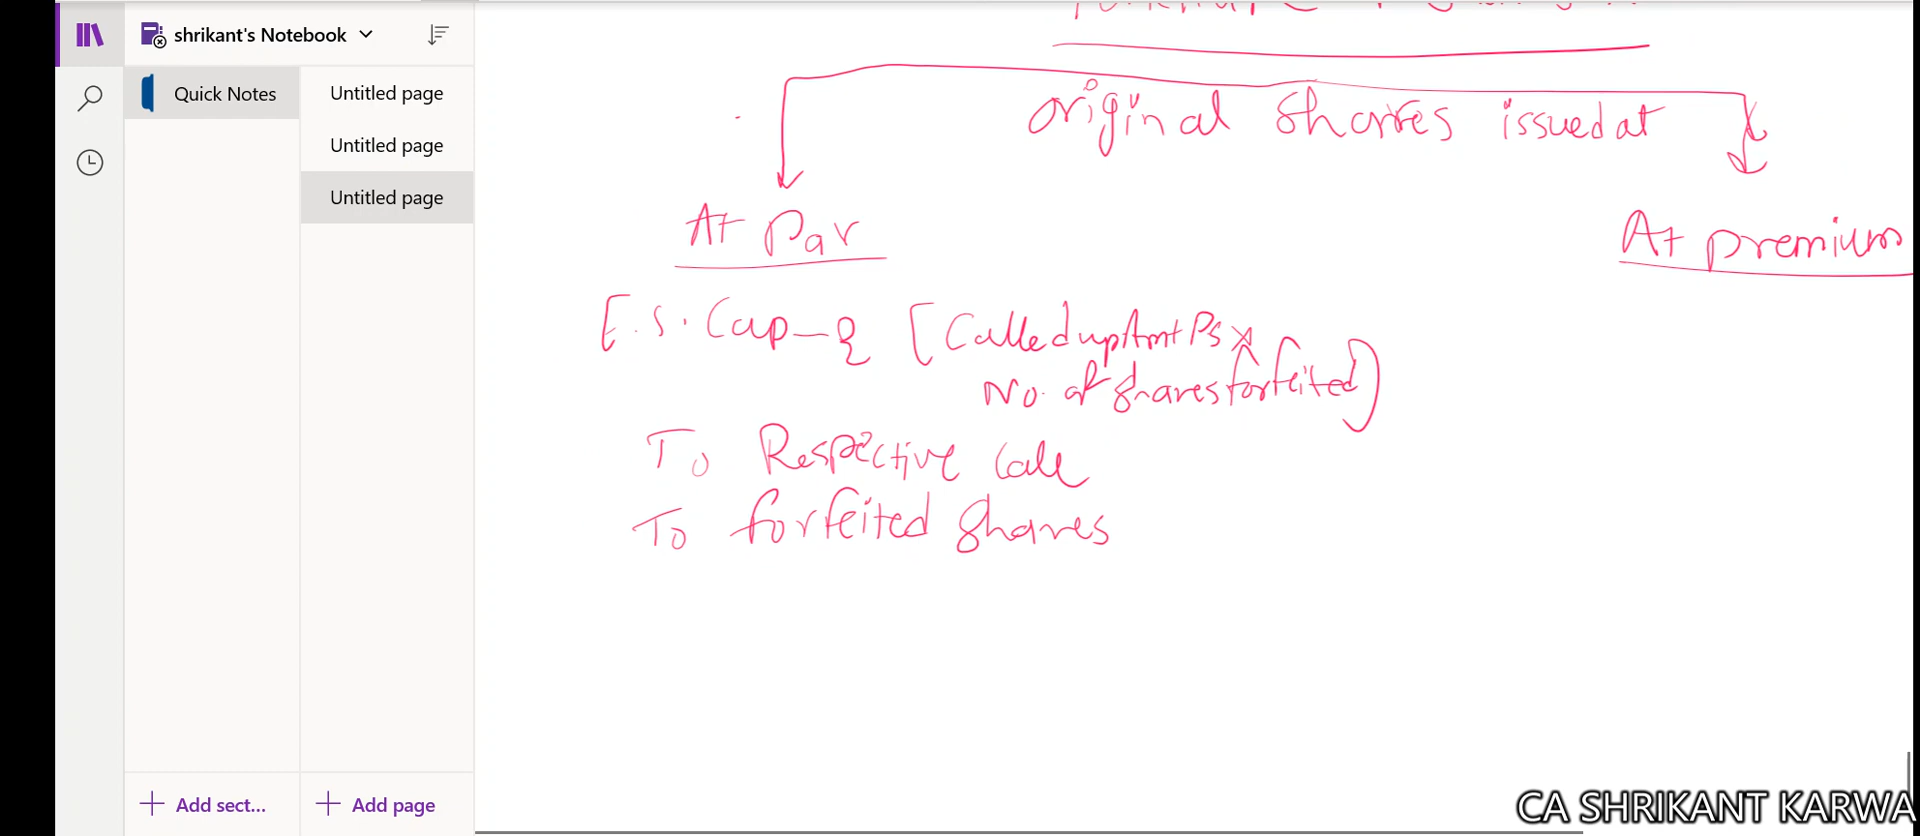 shrikant's Notebook
Quick Notes
Untitled page
Untitled page
Untitled page
Add sect...
Add page
original shares issued at
At Par
At premium
E.S. Cap
[Called up Amt PS x
No. of shares forfeited)
To Respective Call
To forfeited shares
CA SHRIKANT KARWA